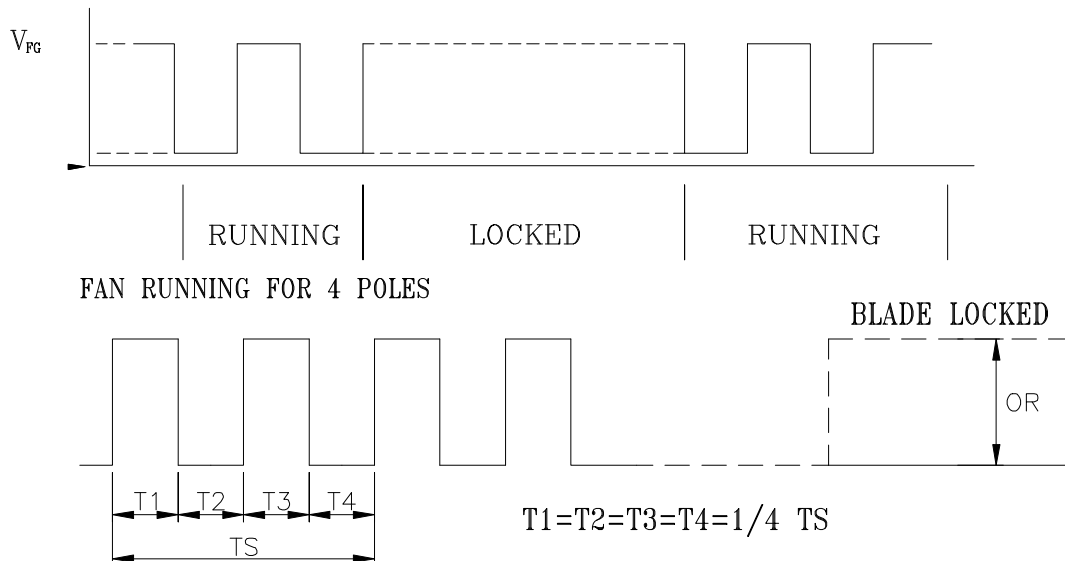 VFG
RUNNING LOCKED RUNNING
FAN RUNNING FOR 4 POLES
BLADE LOCKED
OR
T1 T2 T3 T4
T1=T2=T3=T4=1/4 TS
TS